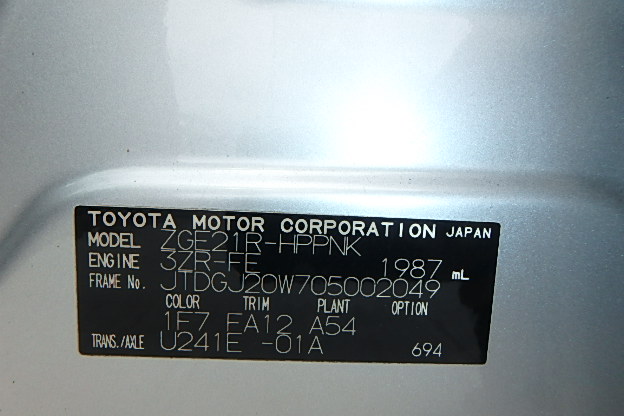 TOYOTA MOTOR CORPORATION JAPAN
MODEL ZGE21R-HPPNK
ENGINE 3ZR-FE 1987 mL
FRAME No. JTDGJ20W705002049
COLOR TRIM PLANT OPTION
1F7 FA12 A54
TRANS./AXLE U241E -01A 694